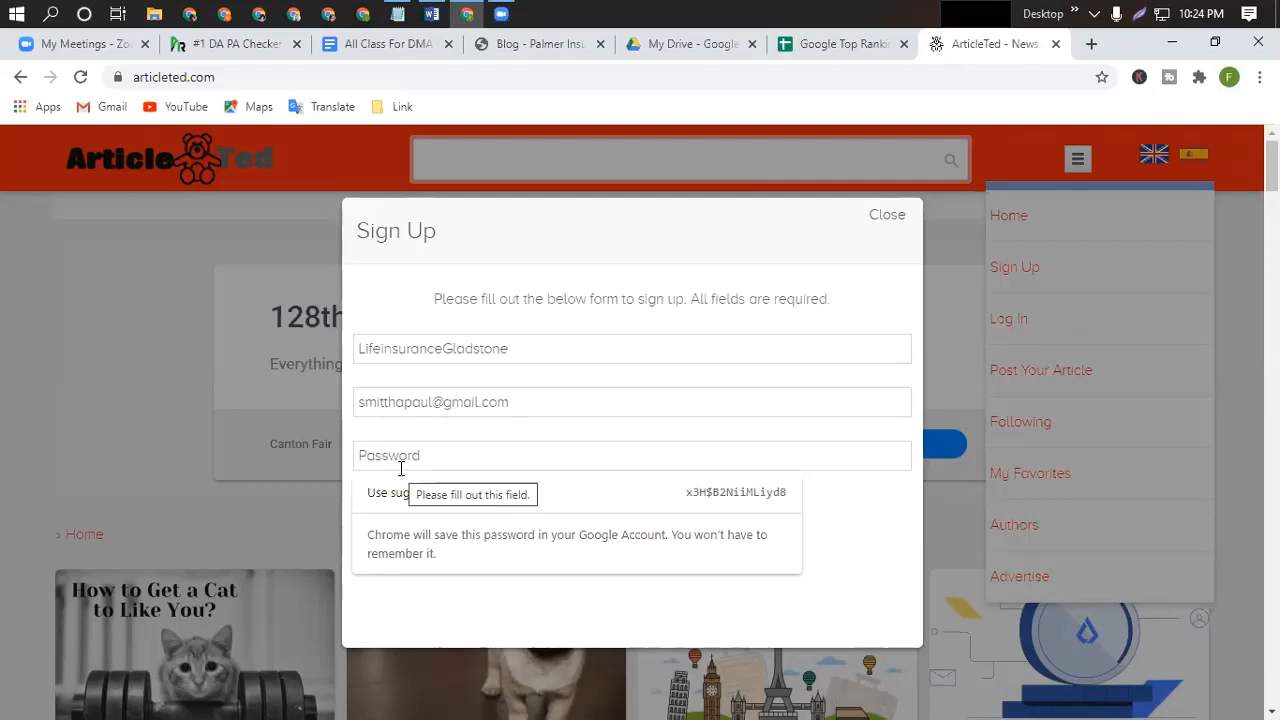 Desktop
10:24 PM
My Meetings - Zo
#1 DA PA Checke
All Class For DMA
Blog - Palmer Insu
My Drive - Goog
Google Top Ranki
ArticleTed - News
articleted.com
F
Apps
Gmail
YouTube
Maps
Translate
Link
Article Ted
Sign Up
Close
Please fill out the below form to sign up. All fields are required.
LifeinsuranceGladstone
smitthapaul@gmail.com
Password
Use sug
Please fill out this field.
x3H$B2NiiMLiyd8
Chrome will save this password in your Google Account. You won't have to
remember it.
Home
Sign Up
Log In
Post Your Article
Following
My Favorites
Authors
Advertise
128th
Everything
Canton Fair
» Home
How to Get a Cat
to Like You?